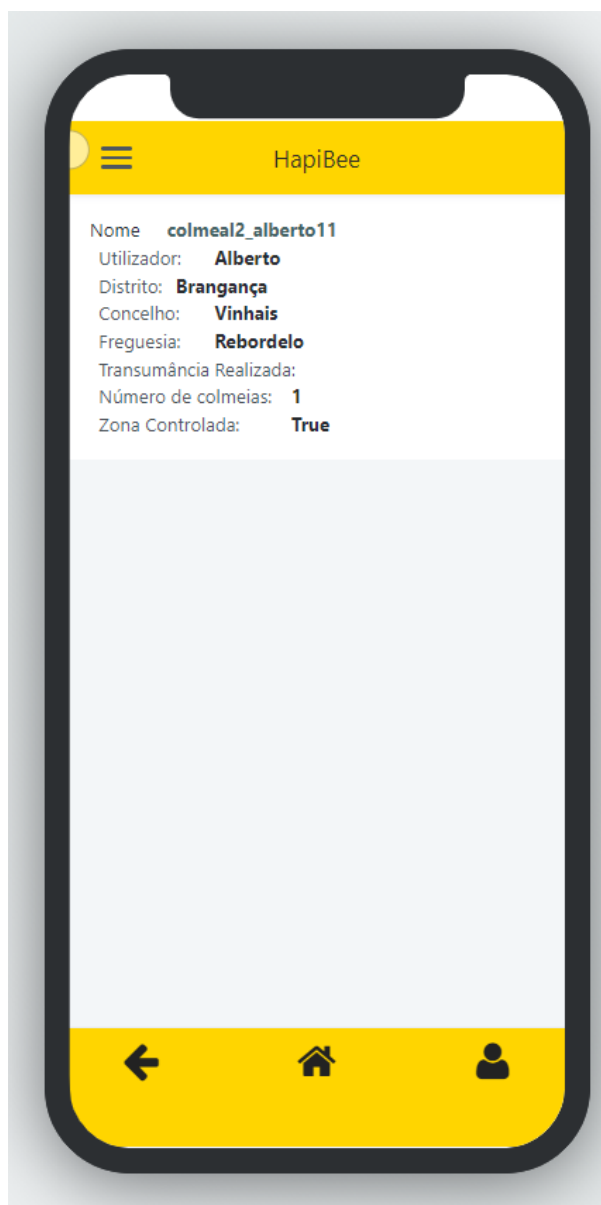 HapiBee
Nome colmeal2_alberto11
Utilizador: Alberto
Distrito: Brangança
Concelho: Vinhais
Freguesia: Rebordelo
Transumância Realizada:
Número de colmeias: 1
Zona Controlada: True